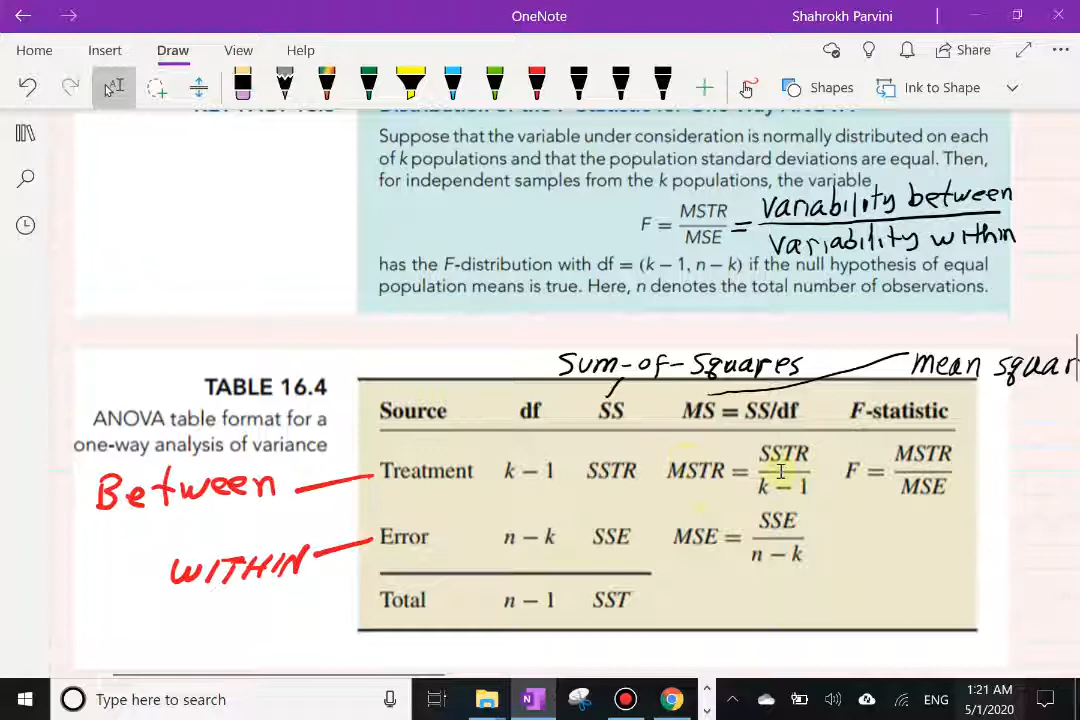 OneNote
Shahrokh Parvini
Home Insert Draw View Help
Share
Shapes
Ink to Shape
Suppose that the variable under consideration is normally distributed on each
of k populations and that the population standard deviations are equal. Then,
for independent samples from the k populations, the variable
F = MSTR/MSE = variability between/variability within
has the F-distribution with df = (k − 1, n − k) if the null hypothesis of equal
population means is true. Here, n denotes the total number of observations.
Sum-of-Squares
mean squar
TABLE 16.4
ANOVA table format for a
one-way analysis of variance
Source df SS MS = SS/df F-statistic
Between
Treatment k − 1 SSTR MSTR = SSTR/k − 1 F = MSTR/MSE
WITHIN
Error n − k SSE MSE = SSE/n − k
Total n − 1 SST
Type here to search
ENG
1:21 AM
5/1/2020